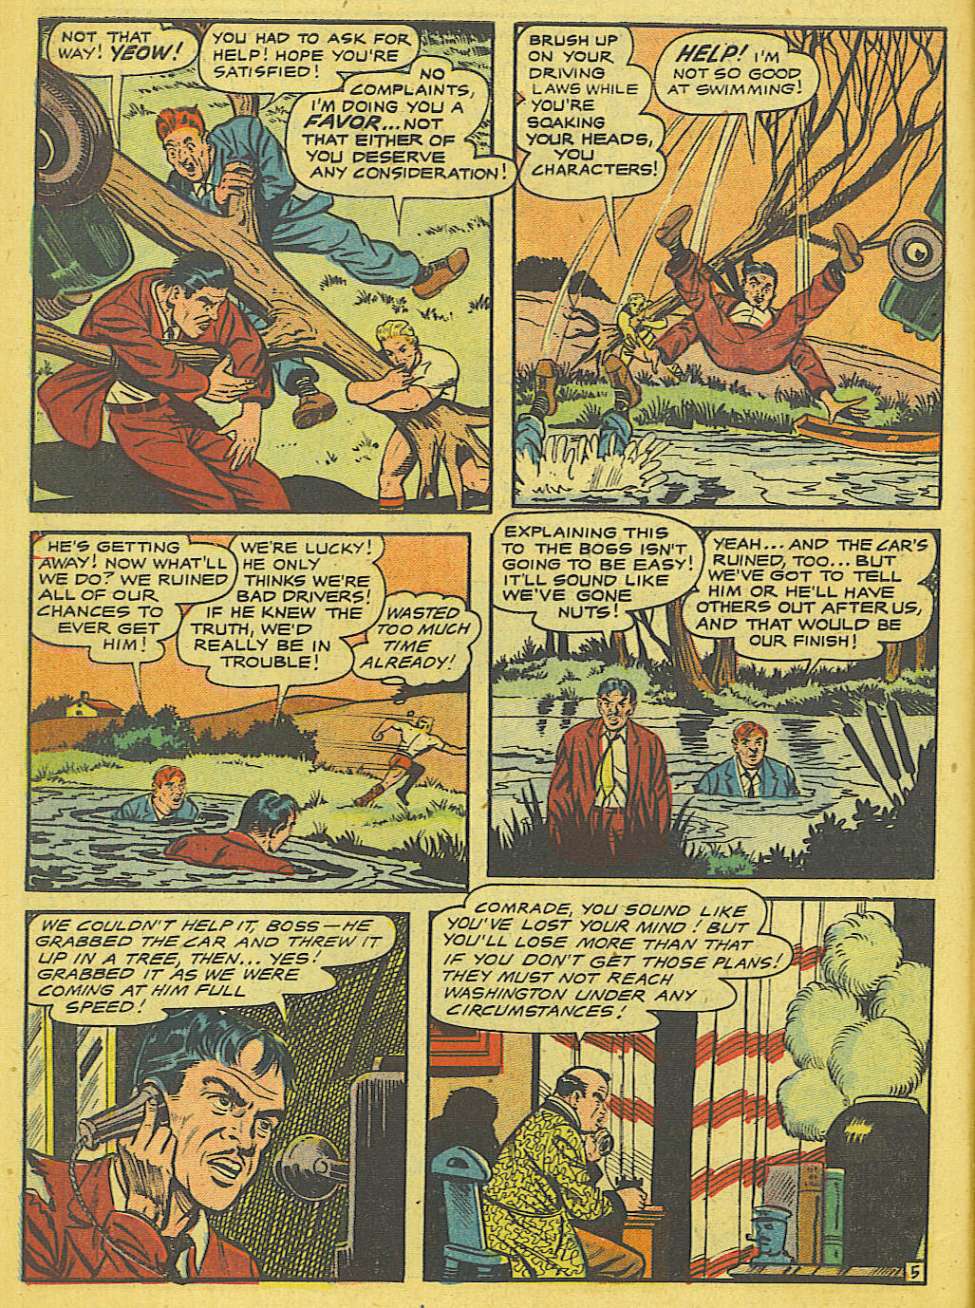 NOT THAT
WAY! YEOW!
YOU HAD TO ASK FOR
HELP! HOPE YOU'RE
SATISFIED!
NO
COMPLAINTS,
I'M DOING YOU A
FAVOR...NOT
THAT EITHER OF
YOU DESERVE
ANY CONSIDERATION!
BRUSH UP
ON YOUR
DRIVING
LAWS WHILE
YOU'RE
SOAKING
YOUR HEADS,
YOU
CHARACTERS!
HELP! I'M
NOT SO GOOD
AT SWIMMING!
HE'S GETTING
AWAY! NOW WHAT'LL
WE DO? WE RUINED
ALL OF OUR
CHANCES TO
EVER GET
HIM!
WE'RE LUCKY!
HE ONLY
THINKS WE'RE
BAD DRIVERS!
IF HE KNEW THE
TRUTH, WE'D
REALLY BE IN
TROUBLE!
WASTED
TOO MUCH
TIME
ALREADY!
EXPLAINING THIS
TO THE BOSS ISN'T
GOING TO BE EASY!
IT'LL SOUND LIKE
WE'VE GONE
NUTS!
YEAH... AND THE CAR'S
RUINED, TOO... BUT
WE'VE GOT TO TELL
HIM OR HE'LL HAVE
OTHERS OUT AFTER US,
AND THAT WOULD BE
OUR FINISH!
WE COULDN'T HELP IT, BOSS—HE
GRABBED THE CAR AND THREW IT
UP IN A TREE, THEN... YES!
GRABBED IT AS WE WERE
COMING AT HIM FULL
SPEED!
COMRADE, YOU SOUND LIKE
YOU'VE LOST YOUR MIND! BUT
YOU'LL LOSE MORE THAN THAT
IF YOU DON'T GET THOSE PLANS!
THEY MUST NOT REACH
WASHINGTON UNDER ANY
CIRCUMSTANCES!
5